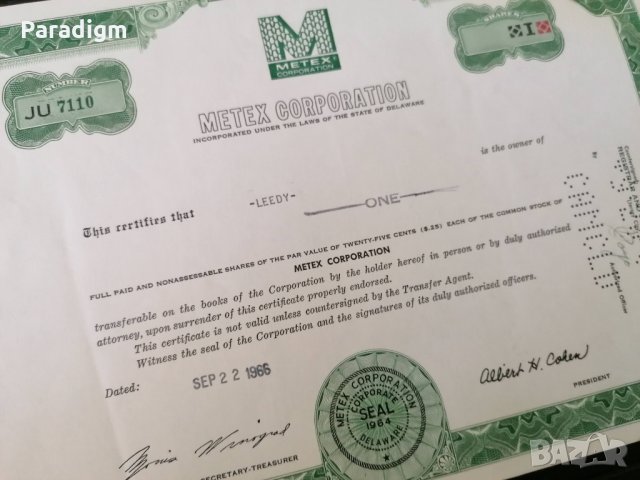 Paradigm
M
METEX
CORPORATION
NUMBER
JU 7110
SHARES
1
METEX CORPORATION
INCORPORATED UNDER THE LAWS OF THE STATE OF DELAWARE
This certifies that
-LEEDY-
ONE
is the owner of
FULL PAID AND NONASSESSABLE SHARES OF THE PAR VALUE OF TWENTY-FIVE CENTS ($.25) EACH OF THE COMMON STOCK OF
METEX CORPORATION
transferable on the books of the Corporation by the holder hereof in person or by duly authorized
attorney, upon surrender of this certificate properly endorsed.
This certificate is not valid unless countersigned by the Transfer Agent.
Witness the seal of the Corporation and the signatures of its duly authorized officers.
Dated:
SEP 22 1966
METEX CORPORATION
CORPORATE
SEAL
1964
DELAWARE
Albert H. Cohen
PRESIDENT
SECRETARY-TREASURER
BAZAR